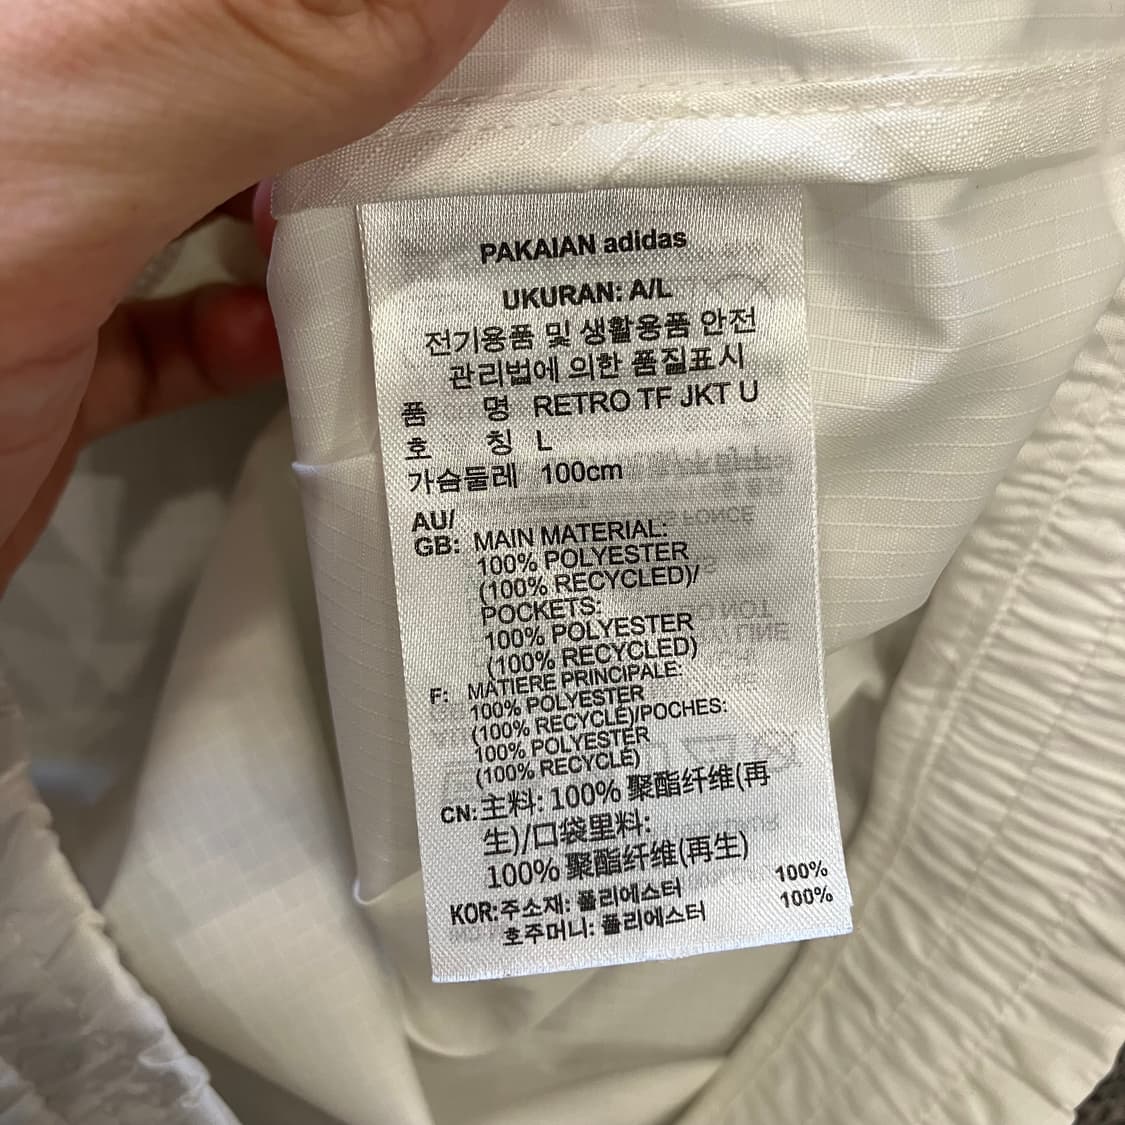 PAKAIAN adidas
UKURAN: A/L
전기용품 및 생활용품 안전
관리법에 의한 품질표시
품 명 RETRO TF JKT U
호 칭 L
가슴둘레 100cm
AU/
GB: MAIN MATERIAL:
100% POLYESTER
(100% RECYCLED)/
POCKETS:
100% POLYESTER
(100% RECYCLED)
F: MATIERE PRINCIPALE:
100% POLYESTER
(100% RECYCLÉ)/POCHES:
100% POLYESTER
(100% RECYCLÉ)
CN: 主料: 100% 聚酯纤维(再
生)/口袋里料:
100% 聚酯纤维(再生)
KOR:주소재: 폴리에스터 100%
호주머니: 폴리에스터 100%